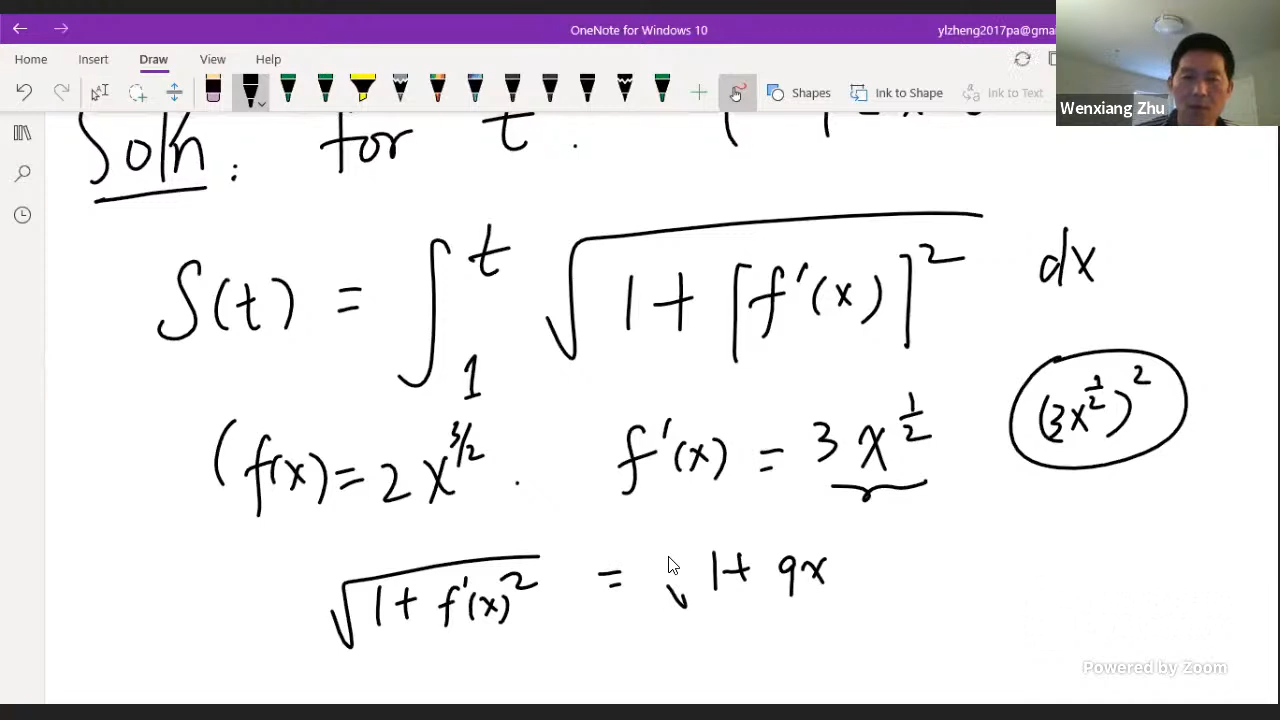 OneNote for Windows 10
ylzheng2017pa@gma
Home Insert Draw View Help
Shapes Ink to Shape Ink to Text
Wenxiang Zhu
Soln: for t.
S(t) = ∫₁ᵗ √(1 + [f'(x)]²) dx
(3x^{1/2})²
(f(x) = 2x^{3/2}. f'(x) = 3x^{1/2}
√(1 + f'(x)²) = √ 1 + 9x
Powered by Zoom